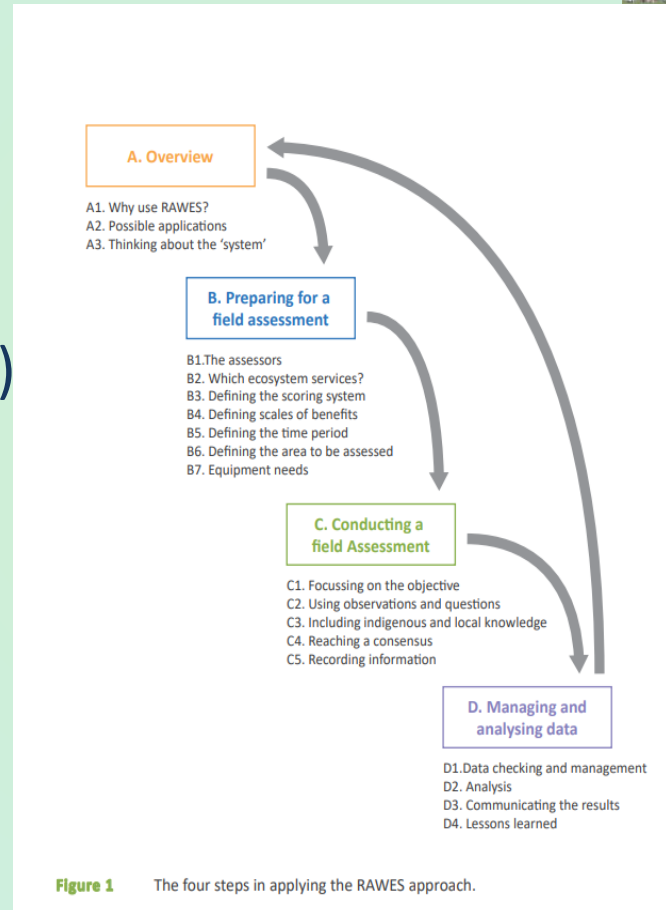 A. Overview
A1. Why use RAWES?
A2. Possible applications
A3. Thinking about the ‘system’
B. Preparing for a
field assessment
)
B1.The assessors
B2. Which ecosystem services?
B3. Defining the scoring system
B4. Defining scales of benefits
B5. Defining the time period
B6. Defining the area to be assessed
B7. Equipment needs
C. Conducting a
field Assessment
C1. Focussing on the objective
C2. Using observations and questions
C3. Including indigenous and local knowledge
C4. Reaching a consensus
C5. Recording information
D. Managing and
analysing data
D1.Data checking and management
D2. Analysis
D3. Communicating the results
D4. Lessons learned
Figure 1 The four steps in applying the RAWES approach.